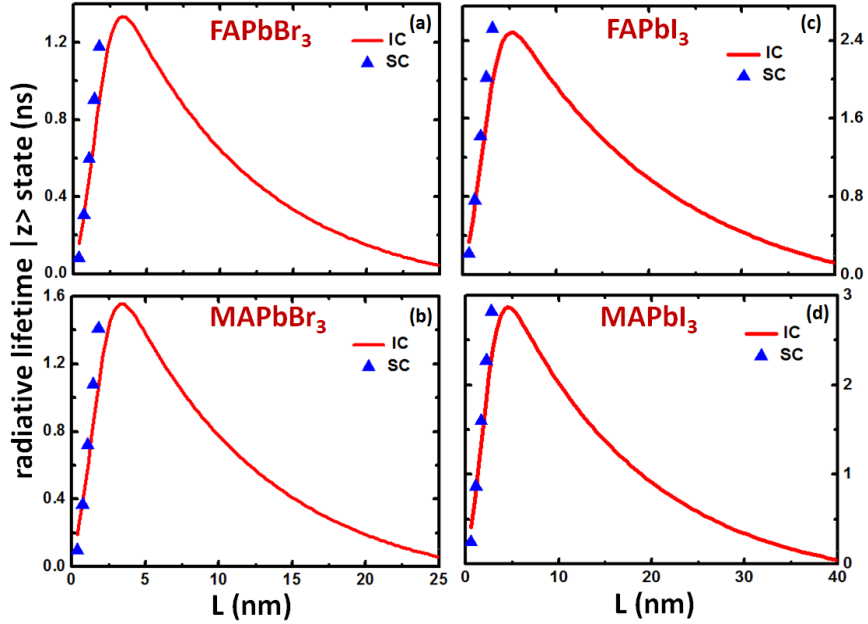 radiative lifetime |z> state (ns)
FAPbBr3
(a)
IC
SC
1.2
0.8
0.4
0.0
FAPbI3
(c)
IC
SC
2.4
1.6
0.8
0.0
MAPbBr3
(b)
IC
SC
1.6
1.2
0.8
0.4
0.0
0 5 10 15 20 25
L (nm)
MAPbI3
(d)
IC
SC
3
2
1
0
0 10 20 30 40
L (nm)